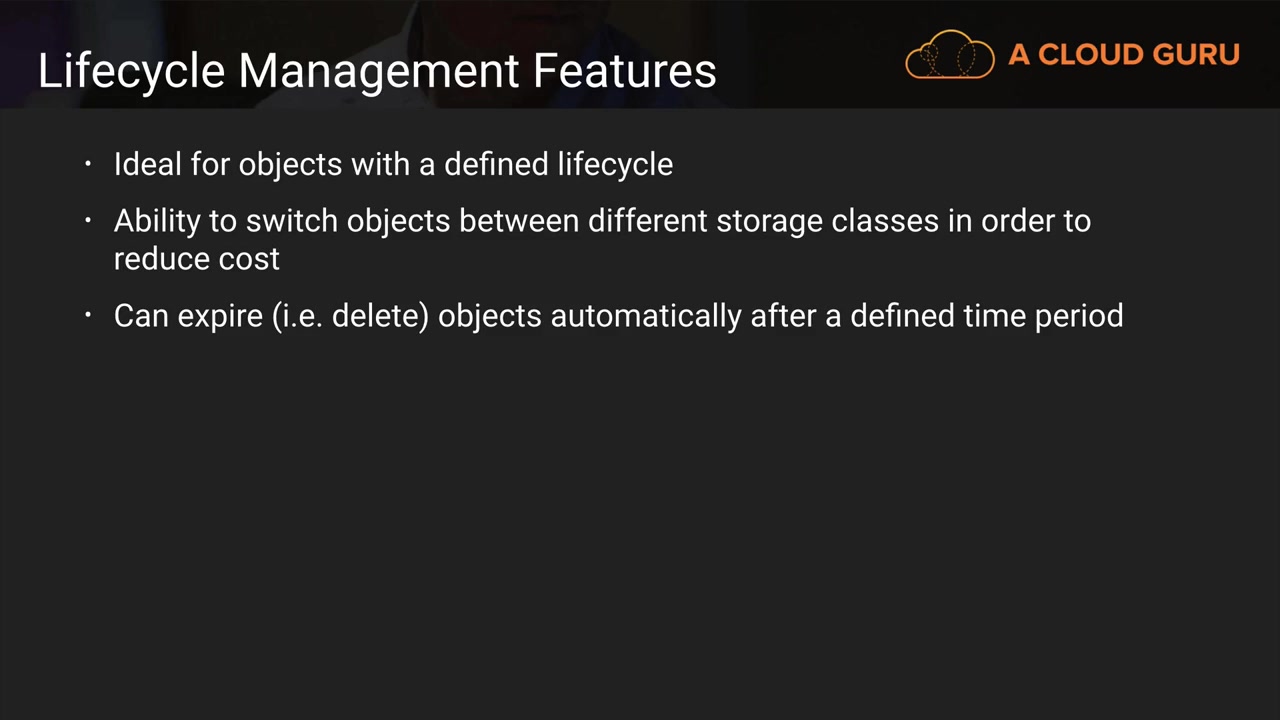 Lifecycle Management Features
A CLOUD GURU
• Ideal for objects with a defined lifecycle
• Ability to switch objects between different storage classes in order to
reduce cost
• Can expire (i.e. delete) objects automatically after a defined time period